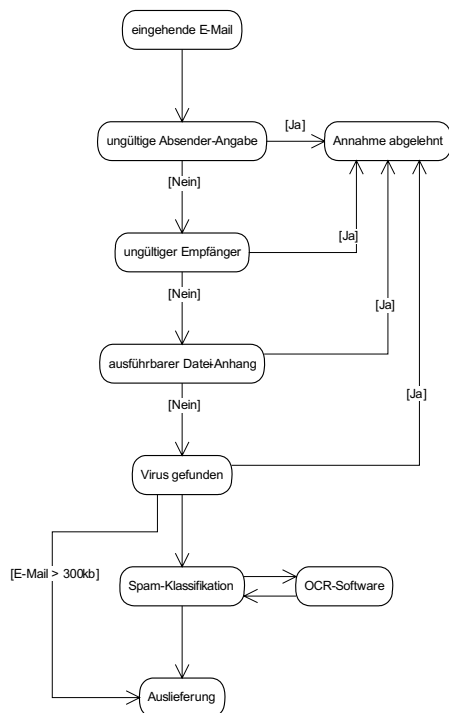 eingehende E-Mail
ungültige Absender-Angabe
[Ja]
Annahme abgelehnt
[Nein]
ungültiger Empfänger
[Ja]
[Nein]
[Ja]
ausführbarer Datei-Anhang
[Nein]
[Ja]
Virus gefunden
[E-Mail > 300kb]
Spam-Klassifikation
OCR-Software
Auslieferung